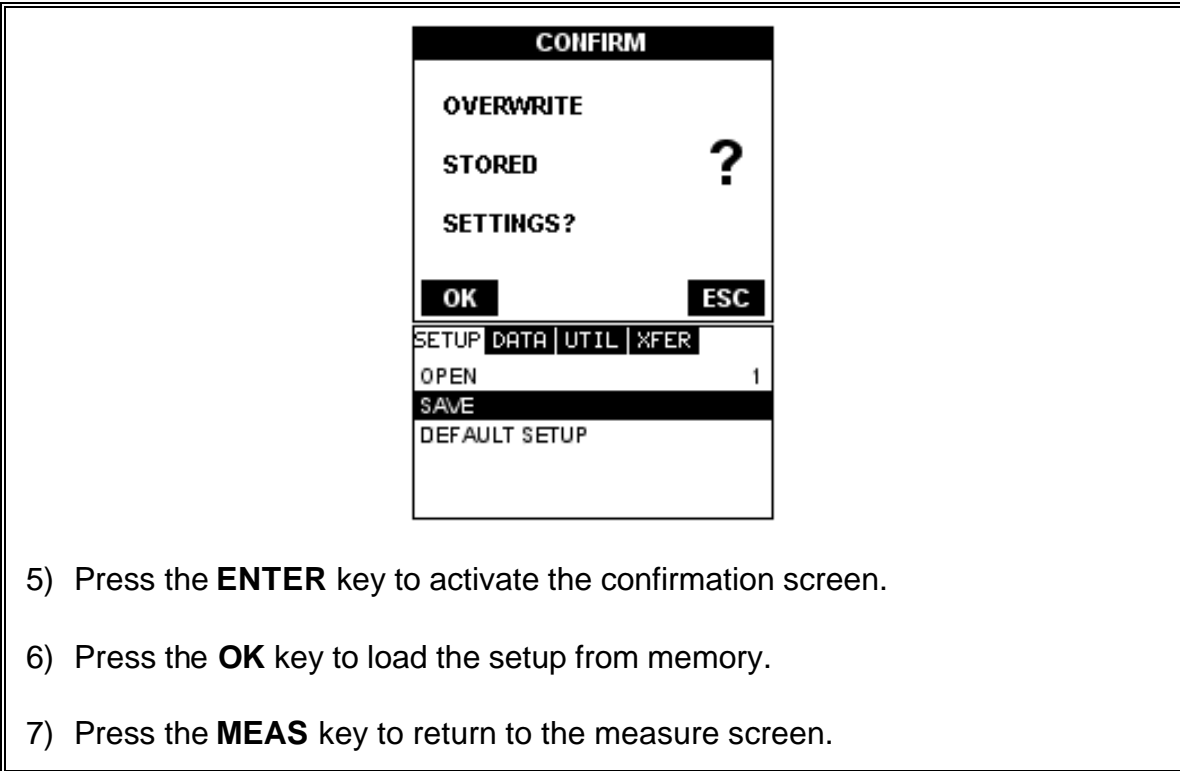 CONFIRM
OVERWRITE
STORED
?
SETTINGS?
OK ESC
SETUP DATA UTIL XFER
OPEN 1
SAVE
DEFAULT SETUP
5) Press the ENTER key to activate the confirmation screen.
6) Press the OK key to load the setup from memory.
7) Press the MEAS key to return to the measure screen.